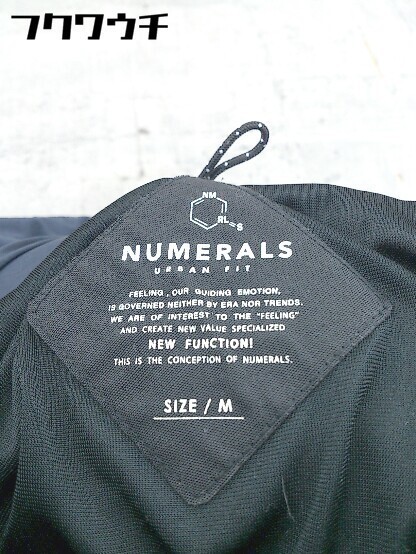 フクワウチ
NM
RL=S
NUMERALS
URBAN FIT
FEELING, OUR GUIDING EMOTION,
IS GOVERNED NEITHER BY ERA NOR TRENDS.
WE ARE OF INTEREST TO THE "FEELING"
AND CREATE NEW VALUE SPECIALIZED
NEW FUNCTION!
THIS IS THE CONCEPTION OF NUMERALS.
SIZE / M